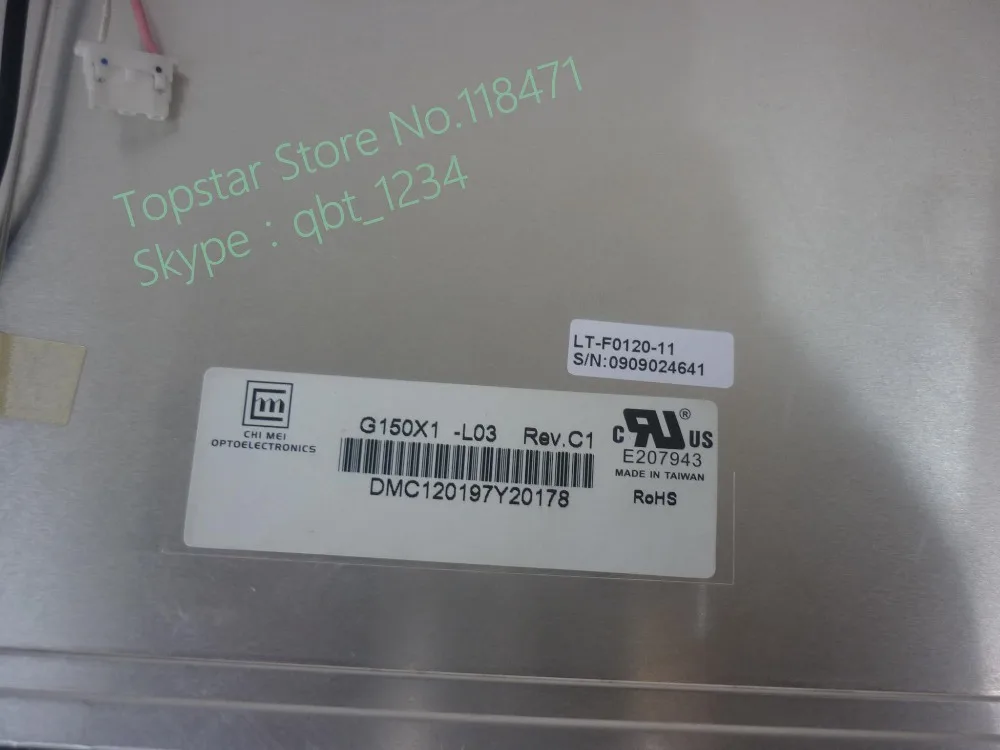 Topstar Store No.118471
Skype : qbt_1234
LT-F0120-11
S/N:0909024641
CHI MEI
OPTOELECTRONICS
G150X1 -L03 Rev.C1
DMC120197Y20178
c RU ® US
E207943
MADE IN TAIWAN
RoHS